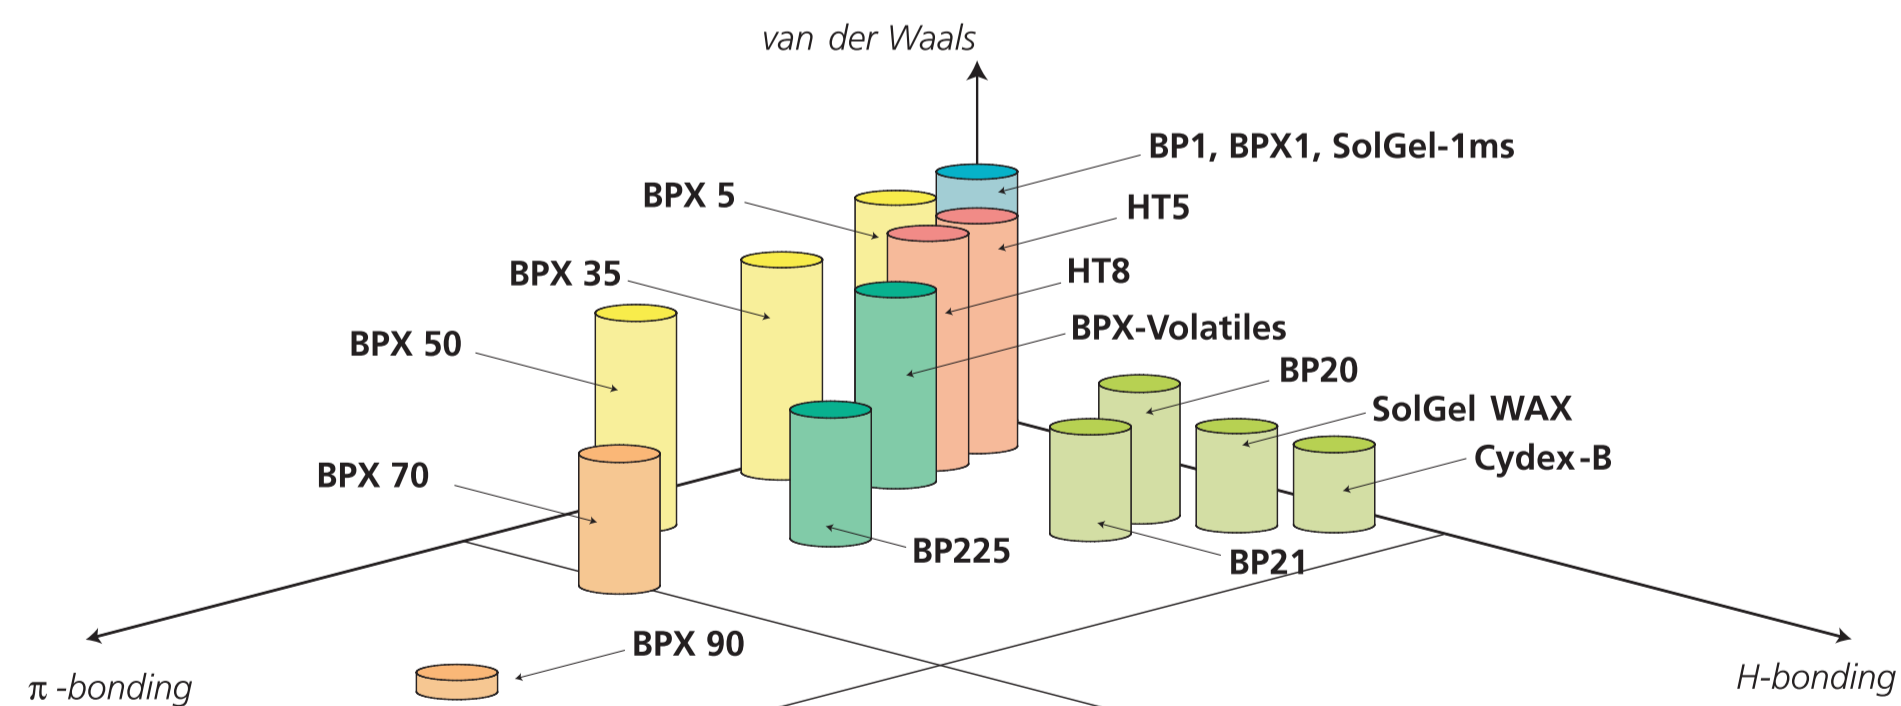 van der Waals
BP1, BPX1, SolGel-1ms
BPX 5
HT5
BPX 35
HT8
BPX-Volatiles
BPX 50
BP20
SolGel WAX
Cydex-B
BPX 70
BP225
BP21
BPX 90
π -bonding
H-bonding